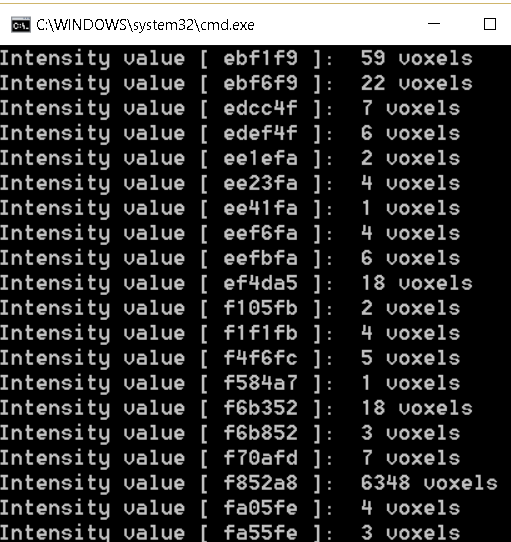 C:\WINDOWS\system32\cmd.exe
Intensity value [ ebf1f9 ]:  59 voxels
Intensity value [ ebf6f9 ]:  22 voxels
Intensity value [ edcc4f ]:  7 voxels
Intensity value [ edef4f ]:  6 voxels
Intensity value [ ee1efa ]:  2 voxels
Intensity value [ ee23fa ]:  4 voxels
Intensity value [ ee41fa ]:  1 voxels
Intensity value [ eef6fa ]:  4 voxels
Intensity value [ eefbfa ]:  6 voxels
Intensity value [ ef4da5 ]:  18 voxels
Intensity value [ f105fb ]:  2 voxels
Intensity value [ f1f1fb ]:  4 voxels
Intensity value [ f4f6fc ]:  5 voxels
Intensity value [ f584a7 ]:  1 voxels
Intensity value [ f6b352 ]:  18 voxels
Intensity value [ f6b852 ]:  3 voxels
Intensity value [ f70afd ]:  7 voxels
Intensity value [ f852a8 ]:  6348 voxels
Intensity value [ fa05fe ]:  4 voxels
Intensity value [ fa55fe ]:  3 voxels